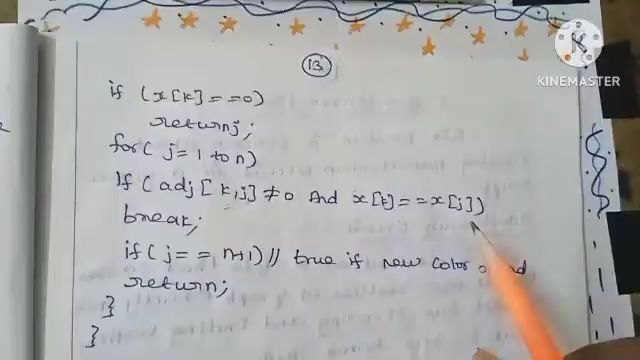 13
if (x[k]==0)
return;
for( j=1 to n)
If( adj [k,j] ≠0 And x[k]==x[j])
break;
if( j== n+1)// true if new color
return;
}
}
K
KINEMASTER